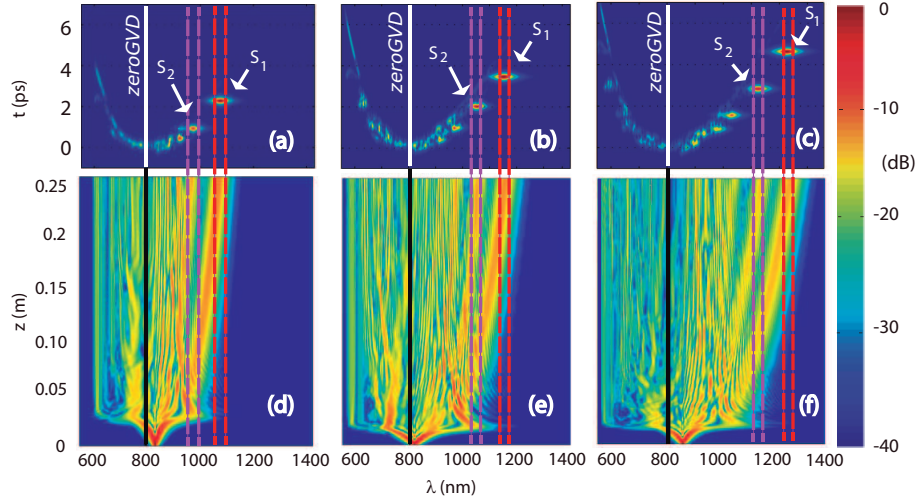 6
4
2
0
t (ps)
zeroGVD
S2
S1
(a)
zeroGVD
S2
S1
(b)
zeroGVD
S2
S1
(c)
0
-10
(dB)
-20
-30
-40
0.25
0.2
0.15
0.10
0.05
0
z (m)
(d)
(e)
(f)
600 800 1000 1200 1400
600 800 1000 1200 1400
600 800 1000 1200 1400
λ (nm)